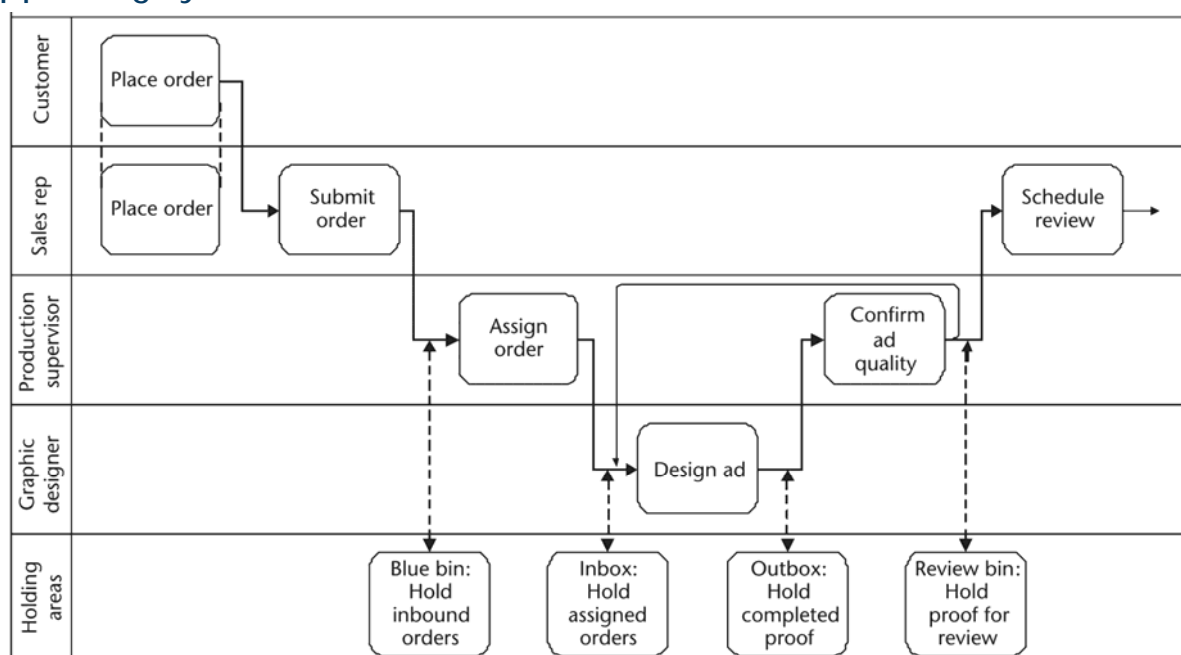 Customer
Place order
Sales rep
Place order
Submit
order
Schedule
review
Production
supervisor
Assign
order
Confirm
ad
quality
Graphic
designer
Design ad
Holding
areas
Blue bin:
Hold
inbound
orders
Inbox:
Hold
assigned
orders
Outbox:
Hold
completed
proof
Review bin:
Hold
proof for
review